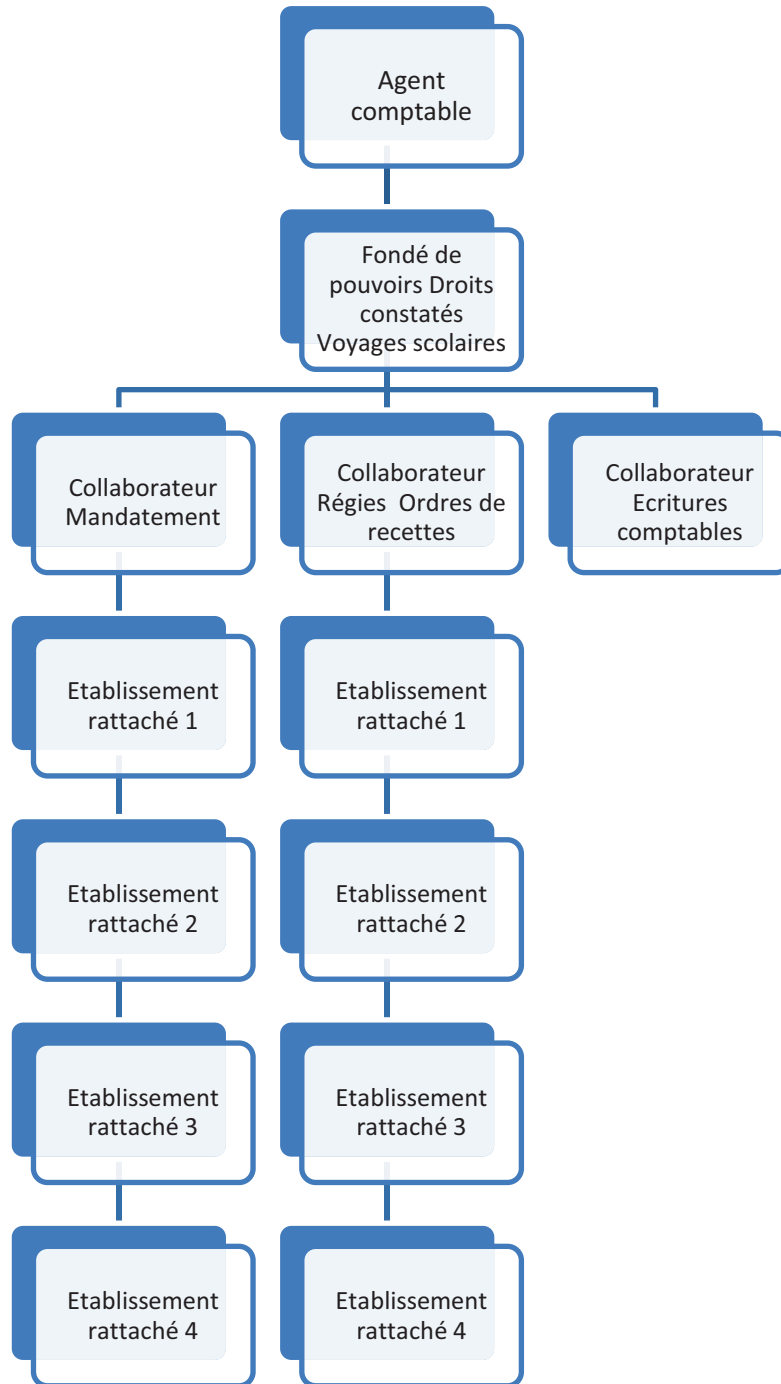 Agent
comptable
Fondé de
pouvoirs Droits
constatés
Voyages scolaires
Collaborateur
Mandatement
Collaborateur
Régies Ordres de
recettes
Collaborateur
Ecritures
comptables
Etablissement
rattaché 1
Etablissement
rattaché 1
Etablissement
rattaché 2
Etablissement
rattaché 2
Etablissement
rattaché 3
Etablissement
rattaché 3
Etablissement
rattaché 4
Etablissement
rattaché 4